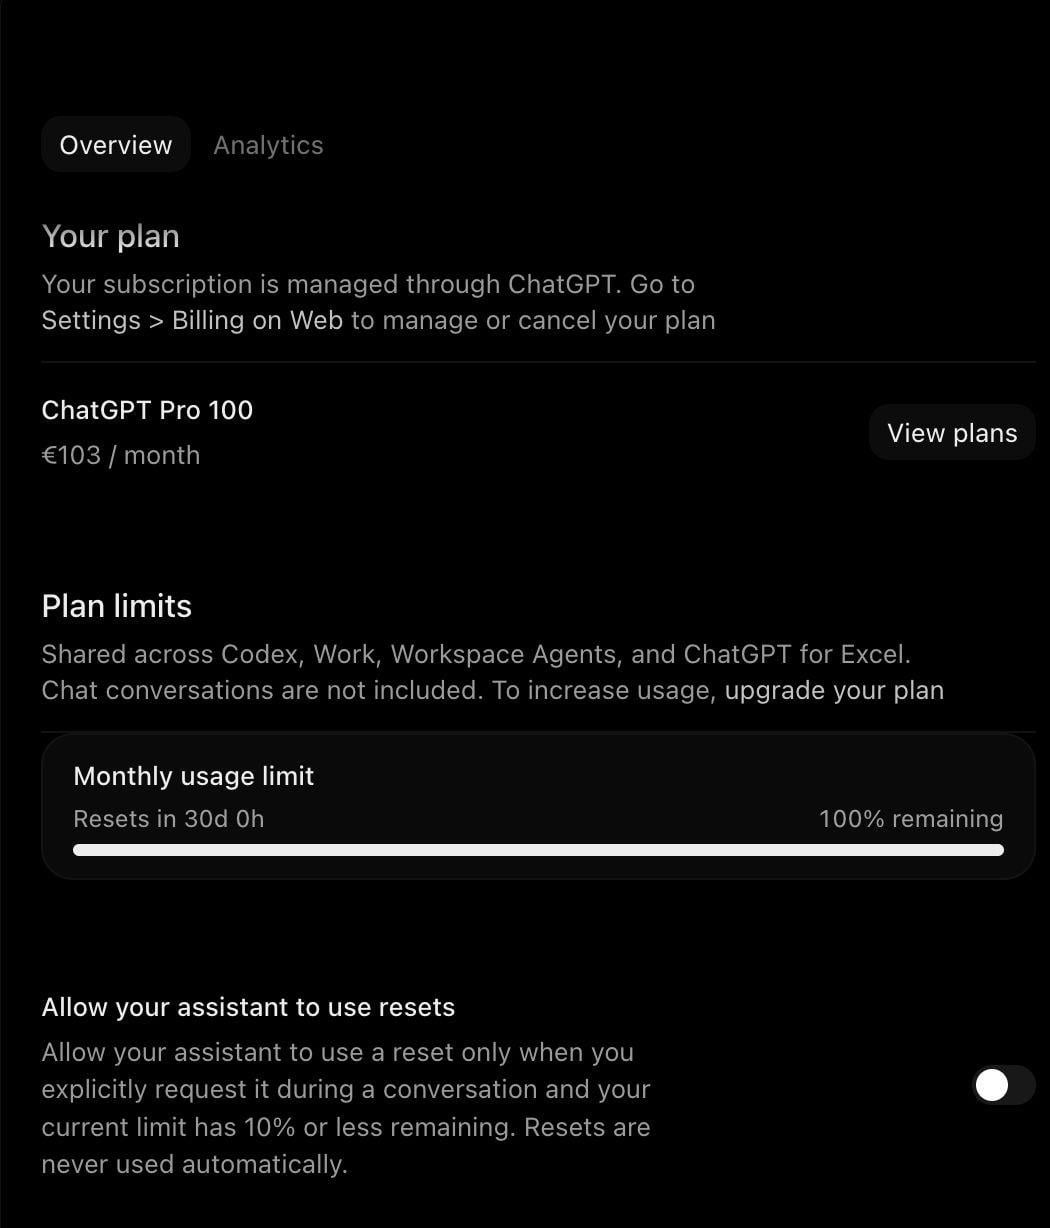 Overview
Analytics
Your plan
Your subscription is managed through ChatGPT. Go to
Settings > Billing on Web to manage or cancel your plan
ChatGPT Pro 100
€103 / month
View plans
Plan limits
Shared across Codex, Work, Workspace Agents, and ChatGPT for Excel.
Chat conversations are not included. To increase usage, upgrade your plan
Monthly usage limit
Resets in 30d 0h
100% remaining
Allow your assistant to use resets
Allow your assistant to use a reset only when you
explicitly request it during a conversation and your
current limit has 10% or less remaining. Resets are
never used automatically.